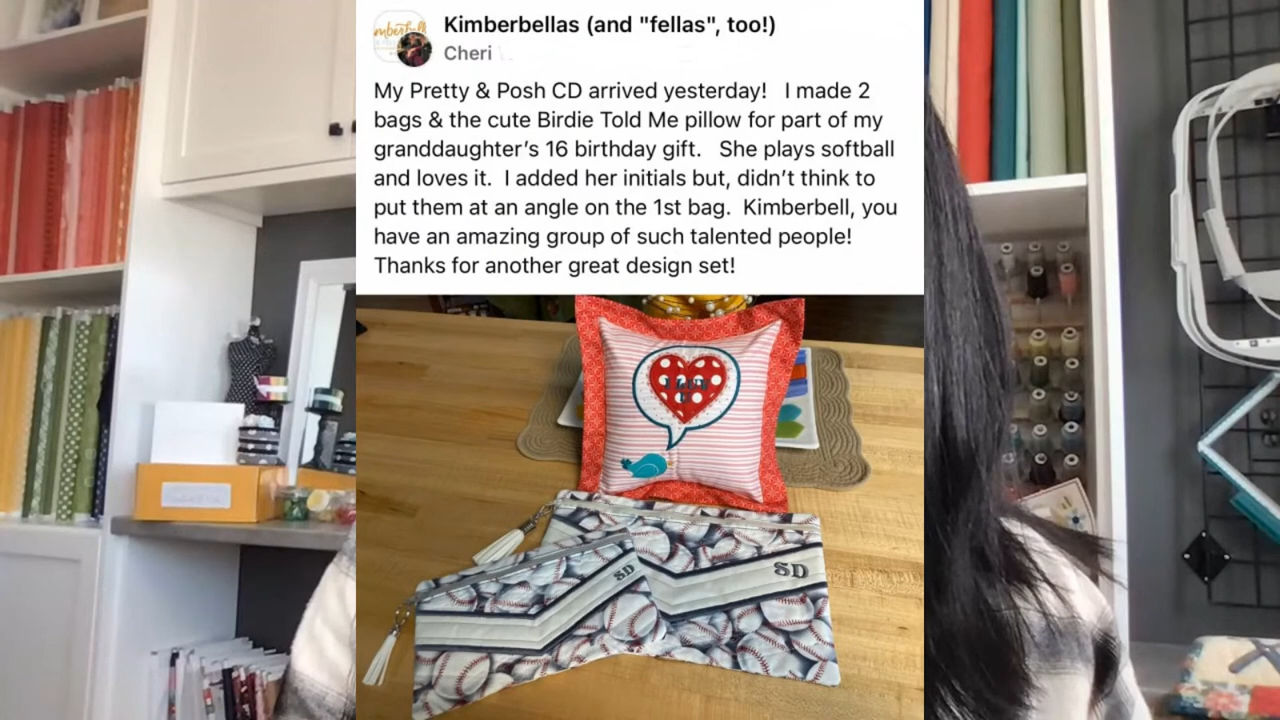 Kimberbellas (and "fellas", too!)
Cheri
My Pretty & Posh CD arrived yesterday! I made 2
bags & the cute Birdie Told Me pillow for part of my
granddaughter’s 16 birthday gift. She plays softball
and loves it. I added her initials but, didn’t think to
put them at an angle on the 1st bag. Kimberbell, you
have an amazing group of such talented people!
Thanks for another great design set!
SD
SD